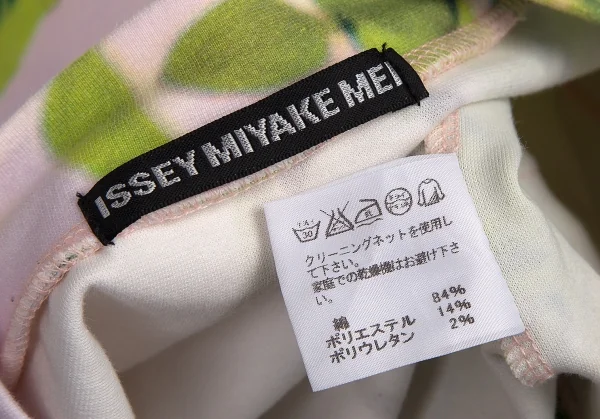 ISSEY MIYAKE MEN
30
クリーニングネットを使用し
て下さい。
家庭での乾燥機はお避け下さ
い。
綿 84%
ポリエステル 14%
ポリウレタン 2%